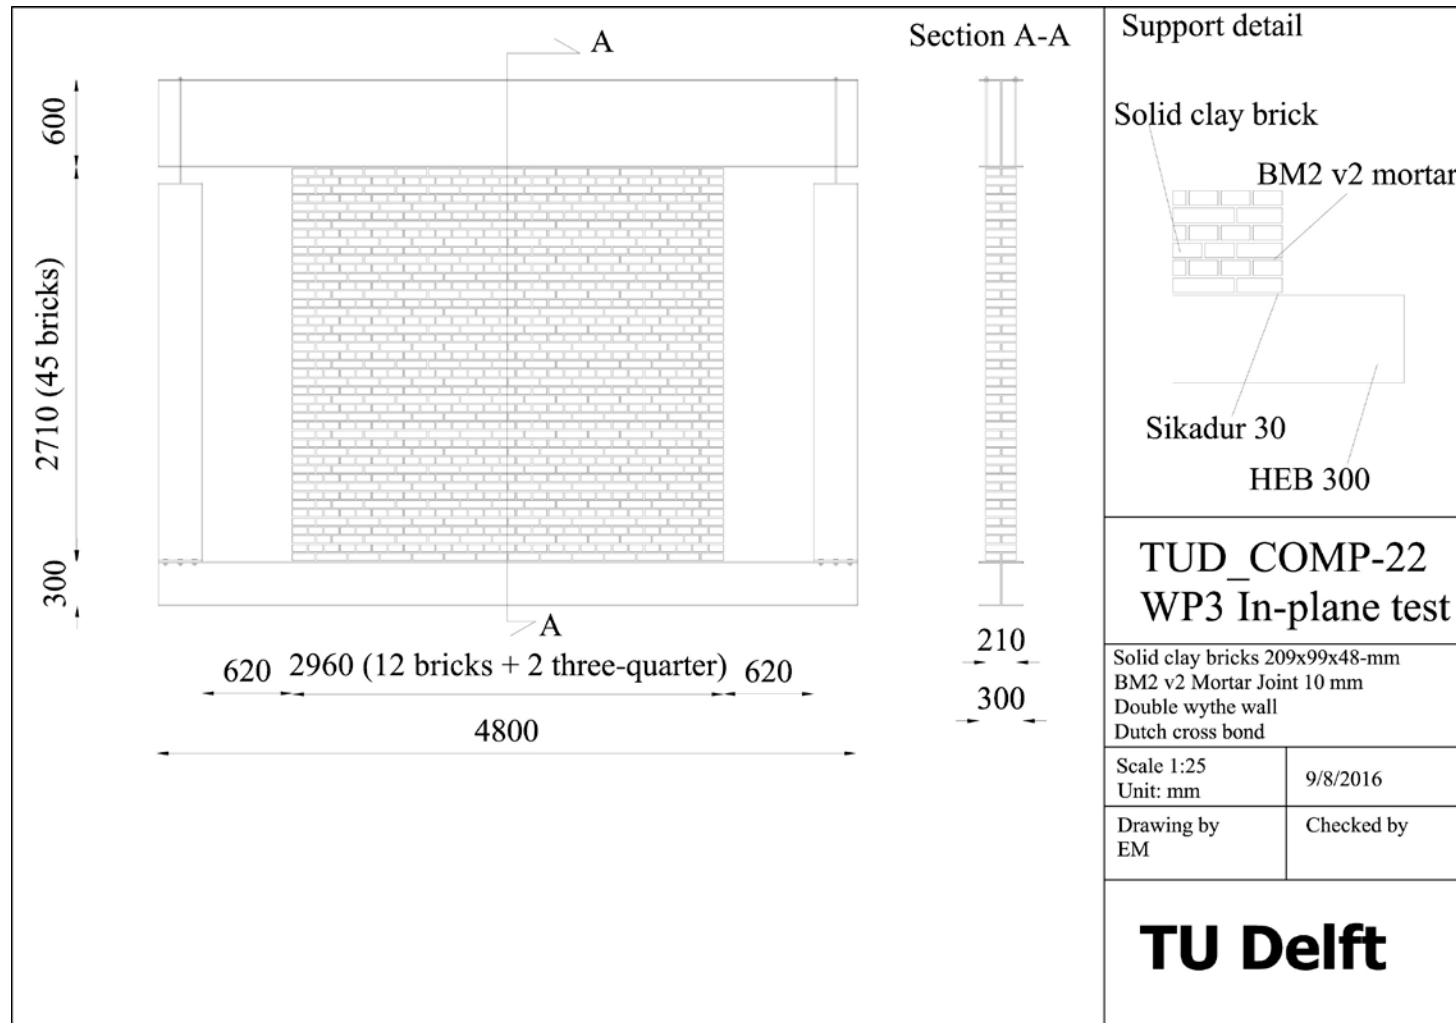 A
Section A-A
600
2710 (45 bricks)
300
A
620
2960 (12 bricks + 2 three-quarter)
620
4800
210
300
Support detail
Solid clay brick
BM2 v2 mortar
Sikadur 30
HEB 300
TUD_COMP-22
WP3 In-plane test
Solid clay bricks 209x99x48-mm
BM2 v2 Mortar Joint 10 mm
Double wythe wall
Dutch cross bond
Scale 1:25
Unit: mm
9/8/2016
Drawing by
EM
Checked by
TU Delft